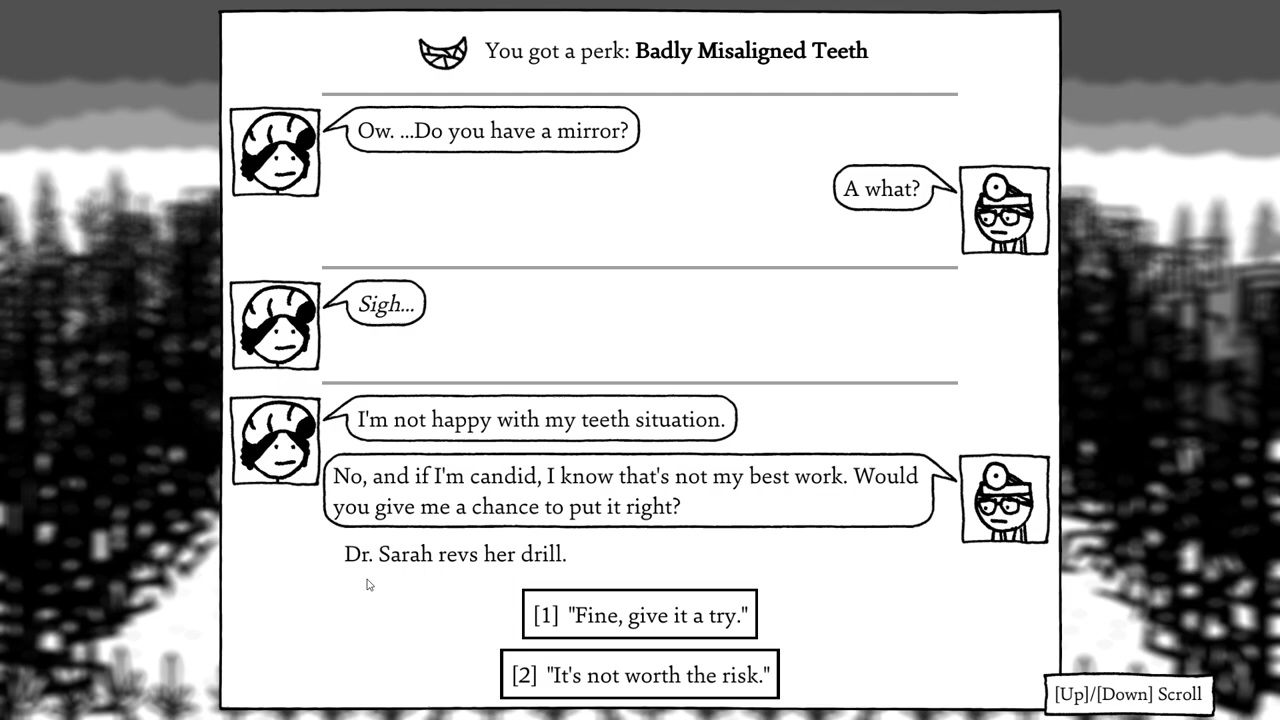 You got a perk: Badly Misaligned Teeth
Ow. ...Do you have a mirror?
A what?
Sigh...
I'm not happy with my teeth situation.
No, and if I'm candid, I know that's not my best work. Would
you give me a chance to put it right?
Dr. Sarah revs her drill.
[1] "Fine, give it a try."
[2] "It's not worth the risk."
[Up]/[Down] Scroll